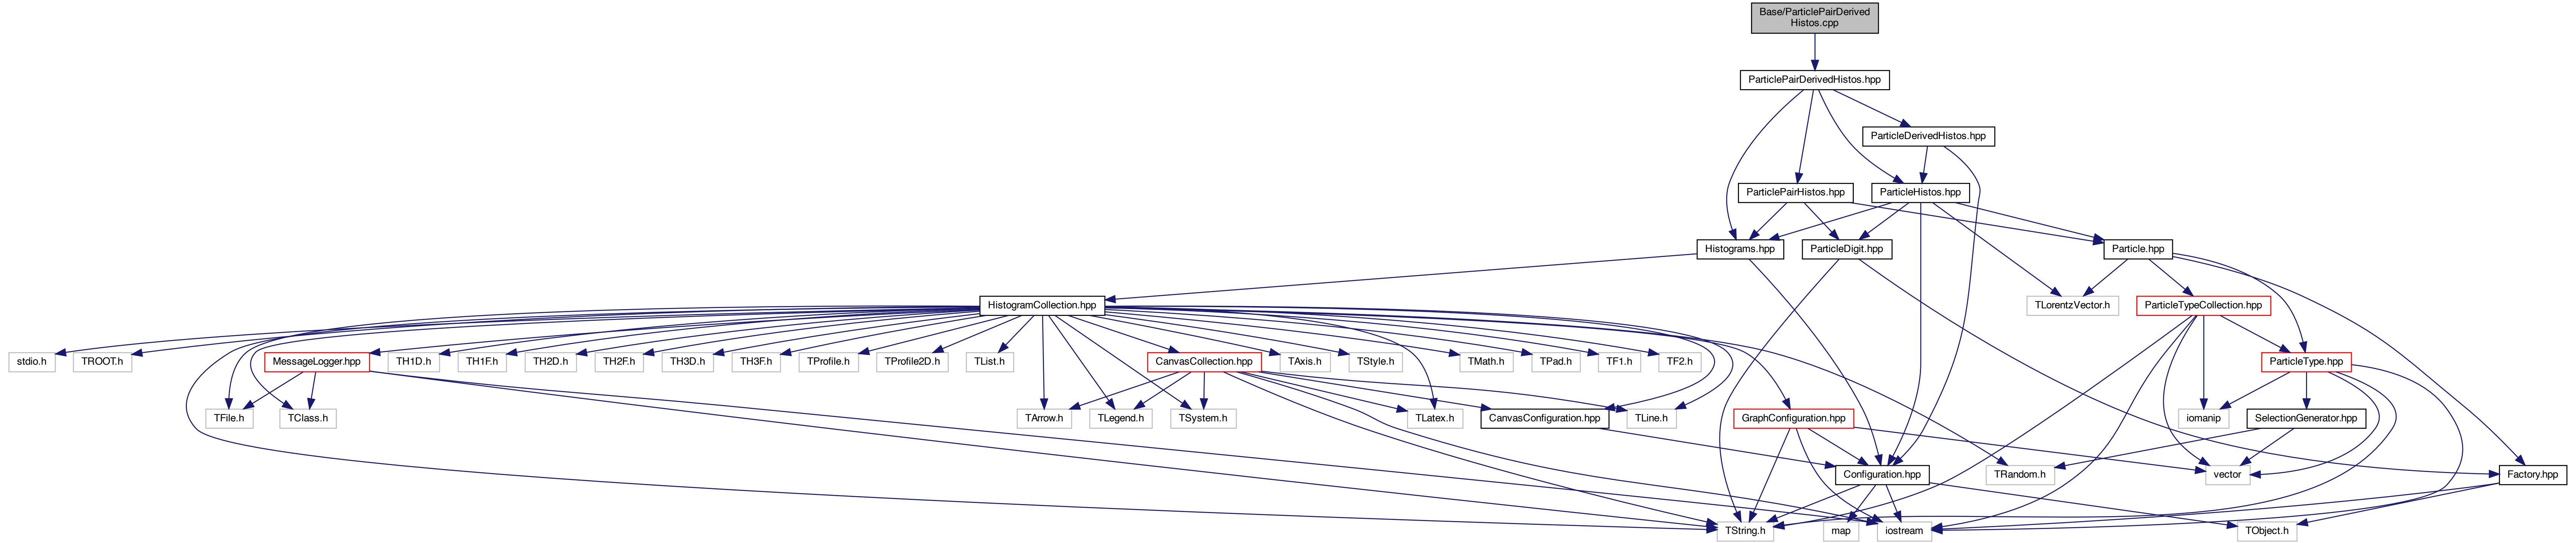 Base/ParticlePairDerived
Histos.cpp
ParticlePairDerivedHistos.hpp
ParticleDerivedHistos.hpp
ParticlePairHistos.hpp
ParticleHistos.hpp
Histograms.hpp
ParticleDigit.hpp
Particle.hpp
HistogramCollection.hpp
TLorentzVector.h
ParticleTypeCollection.hpp
stdio.h
TROOT.h
MessageLogger.hpp
TH1D.h
TH1F.h
TH2D.h
TH2F.h
TH3D.h
TH3F.h
TProfile.h
TProfile2D.h
TList.h
CanvasCollection.hpp
TAxis.h
TStyle.h
TMath.h
TPad.h
TF1.h
TF2.h
ParticleType.hpp
TFile.h
TClass.h
TArrow.h
TLegend.h
TSystem.h
TLatex.h
CanvasConfiguration.hpp
TLine.h
GraphConfiguration.hpp
iomanip
SelectionGenerator.hpp
Configuration.hpp
TRandom.h
vector
Factory.hpp
TString.h
map
iostream
TObject.h